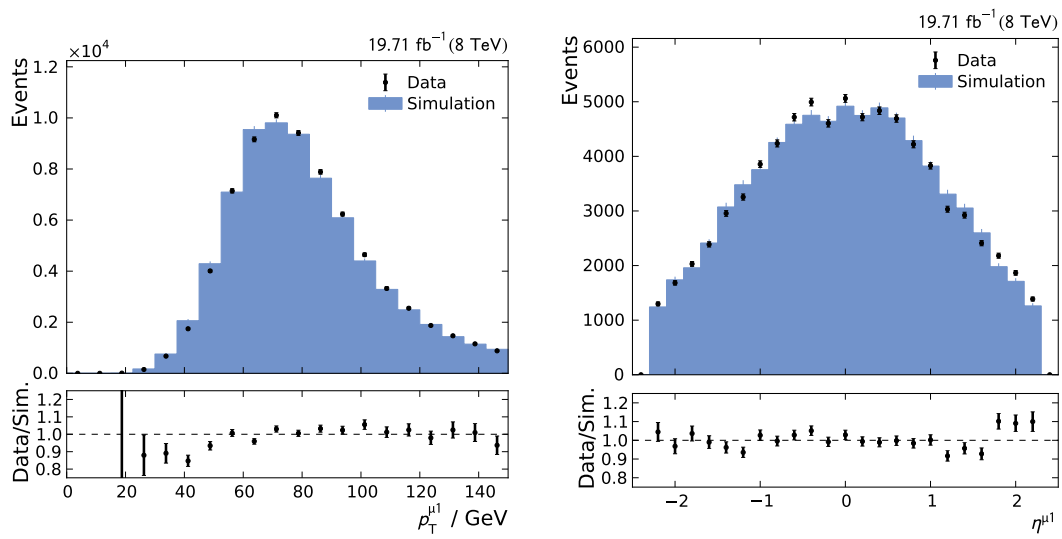 19.71 fb⁻¹(8 TeV)
×10⁴
Events
Data
Simulation
1.2
1.0
0.8
0.6
0.4
0.2
0.0
Data/Sim.
1.2
1.1
1.0
0.9
0.8
0 20 40 60 80 100 120 140
p_T^μ1 / GeV
19.71 fb⁻¹(8 TeV)
Events
Data
Simulation
6000
5000
4000
3000
2000
1000
0
Data/Sim.
1.2
1.1
1.0
0.9
0.8
−2 −1 0 1 2
η^μ1